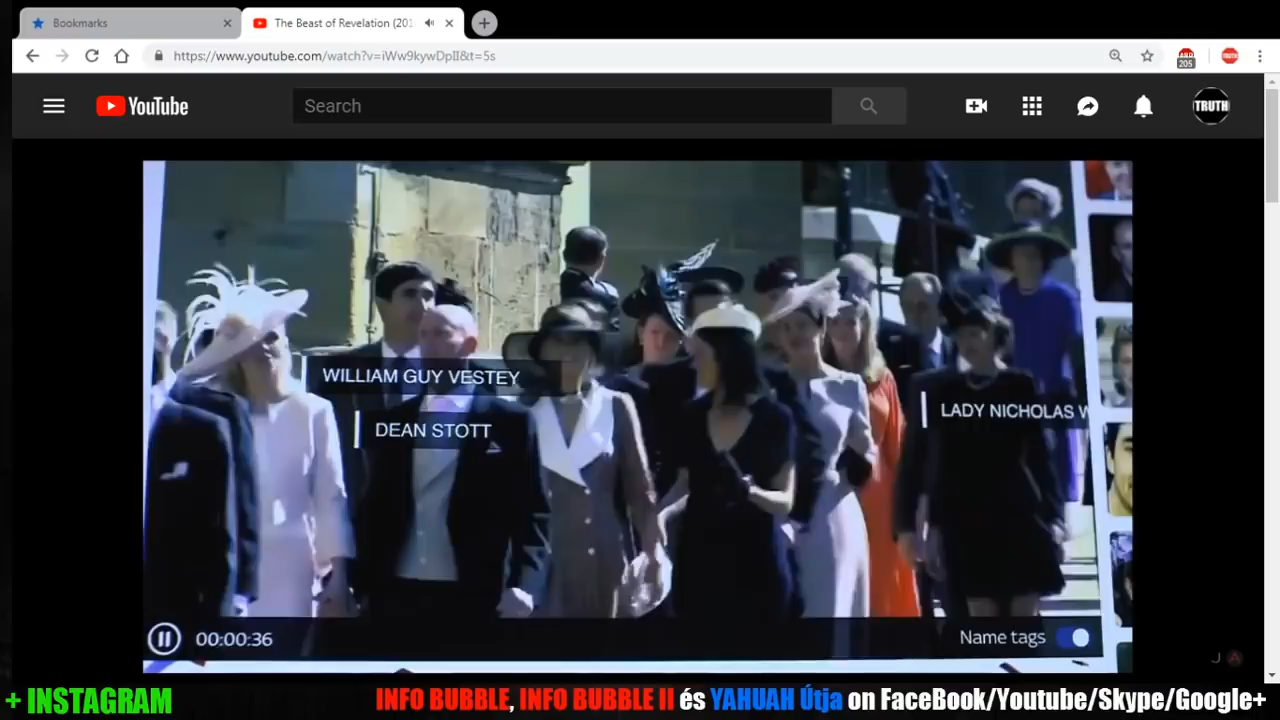 Bookmarks
The Beast of Revelation (201
https://www.youtube.com/watch?v=iWw9kywDpII&t=5s
205
TRUTH
YouTube
Search
TRUTH
WILLIAM GUY VESTEY
DEAN STOTT
LADY NICHOLAS W
00:00:36
Name tags
+ INSTAGRAM
INFO BUBBLE, INFO BUBBLE II és YAHUAH Útja on FaceBook/Youtube/Skype/Google+